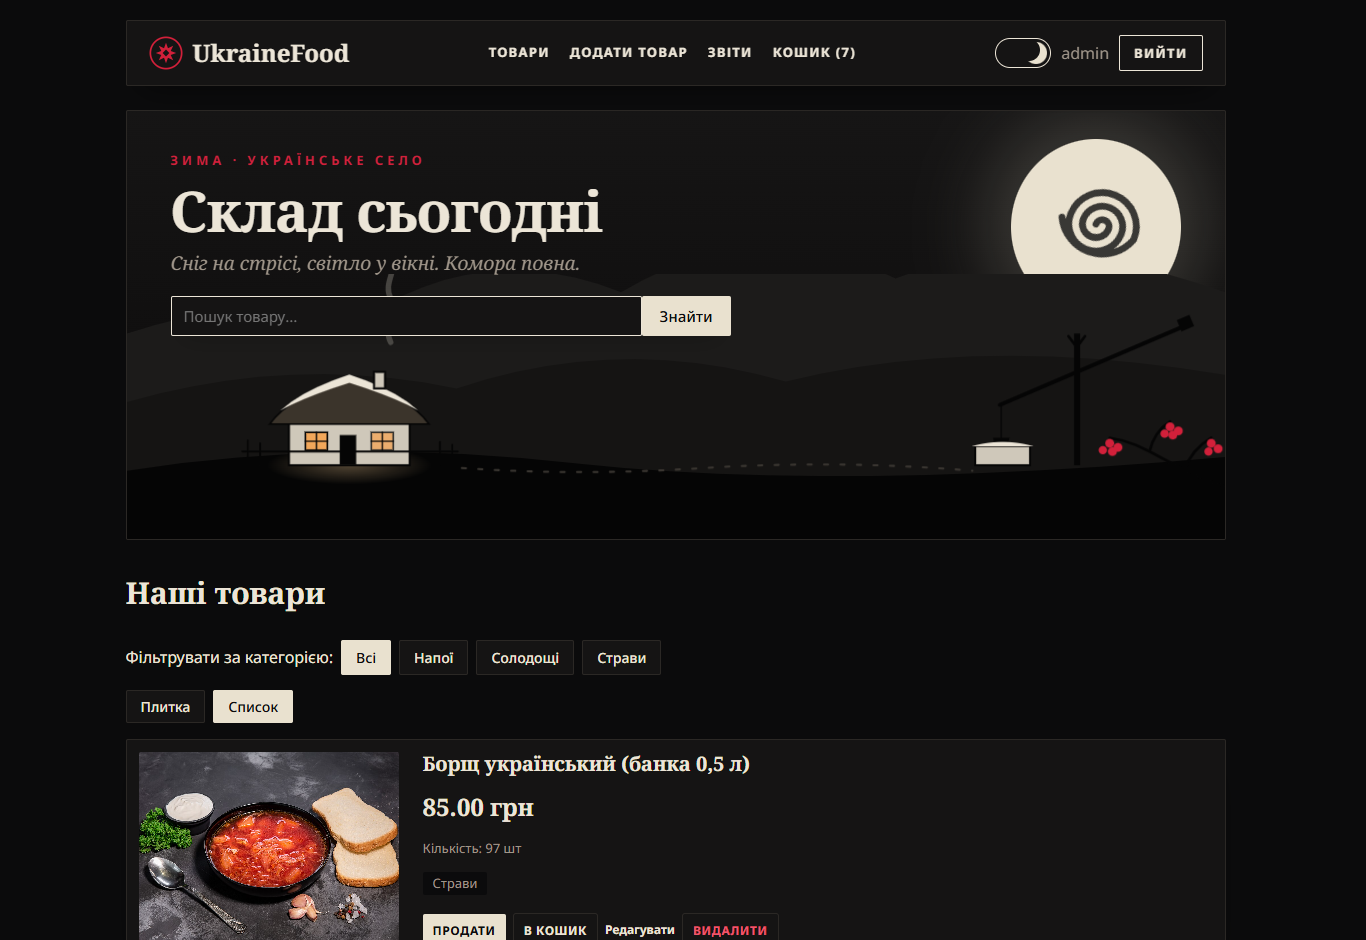 UkraineFood
ТОВАРИ ДОДАТИ ТОВАР ЗВІТИ КОШИК (7)
admin ВИЙТИ
ЗИМА · УКРАЇНСЬКЕ СЕЛО
Склад сьогодні
Сніг на стрісі, світло у вікні. Комора повна.
Пошук товару... Знайти
Наші товари
Фільтрувати за категорією: Всі Напої Солодощі Страви
Плитка Список
Борщ український (банка 0,5 л)
85.00 грн
Кількість: 97 шт
Страви
ПРОДАТИ В КОШИК Редагувати ВИДАЛИТИ